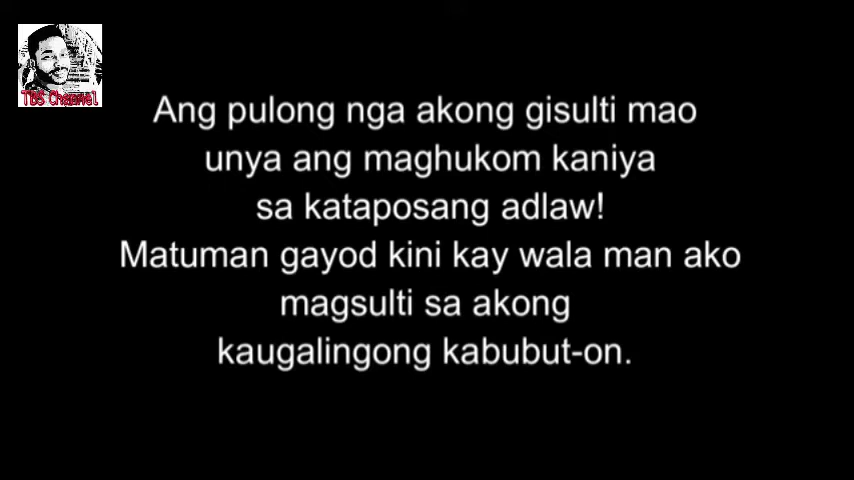 TBS Channel
Ang pulong nga akong gisulti mao
unya ang maghukom kaniya
sa kataposang adlaw!
Matuman gayod kini kay wala man ako
magsulti sa akong
kaugalingong kabubut-on.